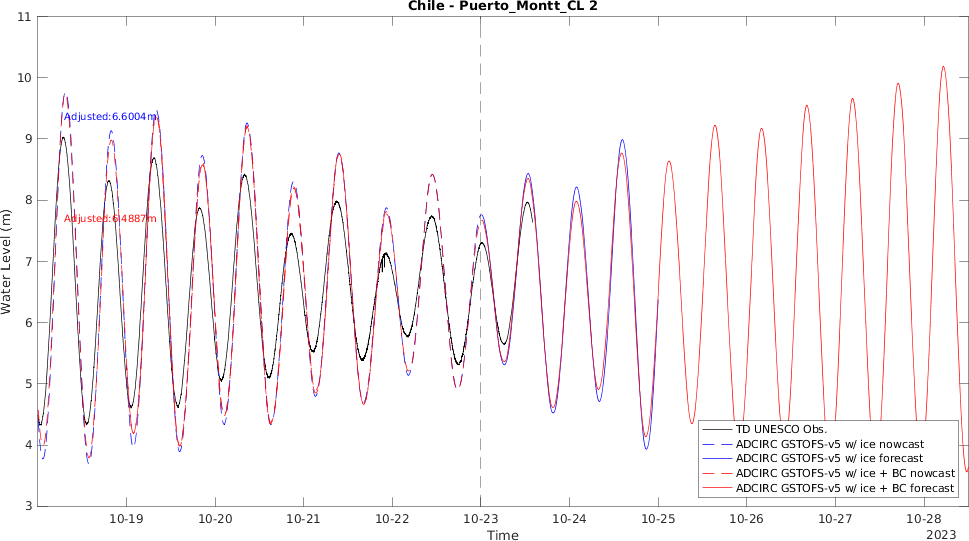 Chile - Puerto_Montt_CL 2
11
10
9
8
7
6
5
4
3
Water Level (m)
Adjusted:6.6004m
Adjusted:6.4887m
TD UNESCO Obs.
ADCIRC GSTOFS-v5 w/ ice nowcast
ADCIRC GSTOFS-v5 w/ ice forecast
ADCIRC GSTOFS-v5 w/ ice + BC nowcast
ADCIRC GSTOFS-v5 w/ ice + BC forecast
10-19 10-20 10-21 10-22 10-23 10-24 10-25 10-26 10-27 10-28
Time
2023